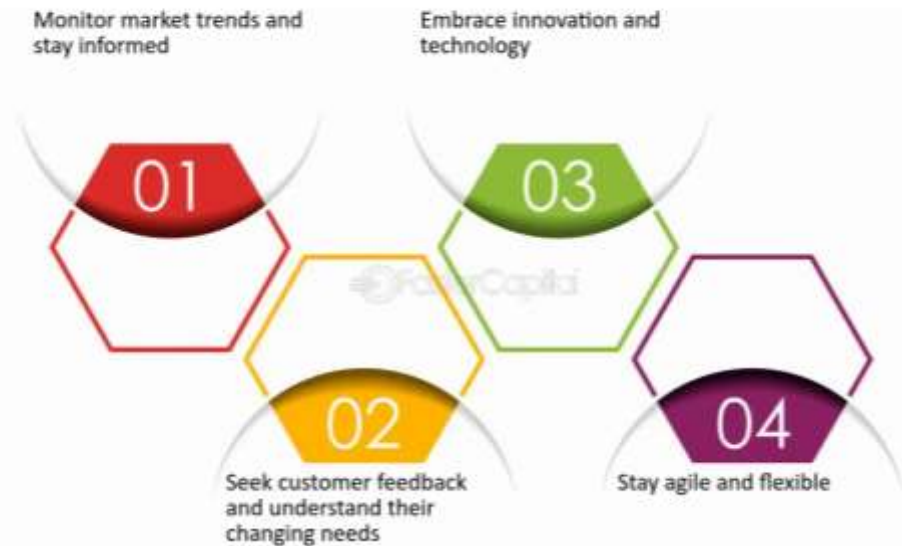 Monitor market trends and
stay informed
01
Seek customer feedback
and understand their
changing needs
02
Embrace innovation and
technology
03
Stay agile and flexible
04
FasterCapital